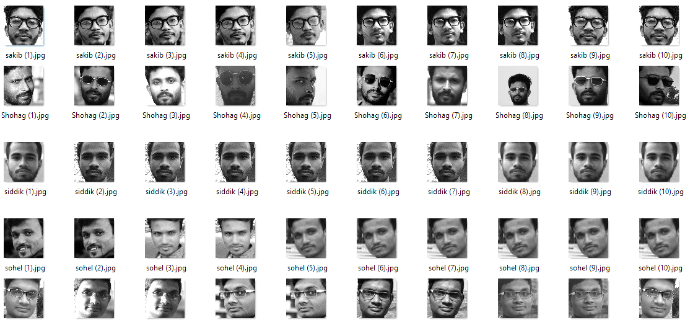 sakib (1).jpg sakib (2).jpg sakib (3).jpg sakib (4).jpg sakib (5).jpg sakib (6).jpg sakib (7).jpg sakib (8).jpg sakib (9).jpg sakib (10).jpg
Shohag (1).jpg Shohag (2).jpg Shohag (3).jpg Shohag (4).jpg Shohag (5).jpg Shohag (6).jpg Shohag (7).jpg Shohag (8).jpg Shohag (9).jpg Shohag (10).jpg
siddik (1).jpg siddik (2).jpg siddik (3).jpg siddik (4).jpg siddik (5).jpg siddik (6).jpg siddik (7).jpg siddik (8).jpg siddik (9).jpg siddik (10).jpg
sohel (1).jpg sohel (2).jpg sohel (3).jpg sohel (4).jpg sohel (5).jpg sohel (6).jpg sohel (7).jpg sohel (8).jpg sohel (9).jpg sohel (10).jpg